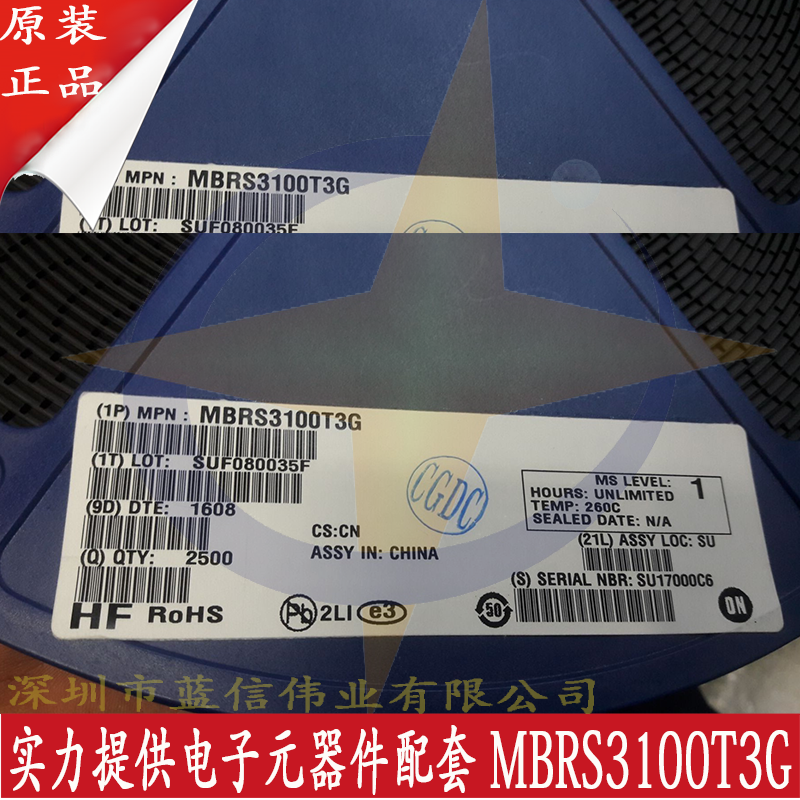 原装
正品
MPN : MBRS3100T3G
(1T) LOT: SUF080035F
(1P) MPN : MBRS3100T3G
(1T) LOT: SUF080035F
(9D) DTE: 1608
(Q) QTY: 2500
HF RoHS
CS:CN
ASSY IN: CHINA
CGDC
Pb 2LI e3
MS LEVEL: 1
HOURS: UNLIMITED
TEMP: 260C
SEALED DATE: N/A
(21L) ASSY LOC: SU
(S) SERIAL NBR: SU17000C6
50
ON
深圳市蓝信伟业有限公司
实力提供电子元器件配套 MBRS3100T3G